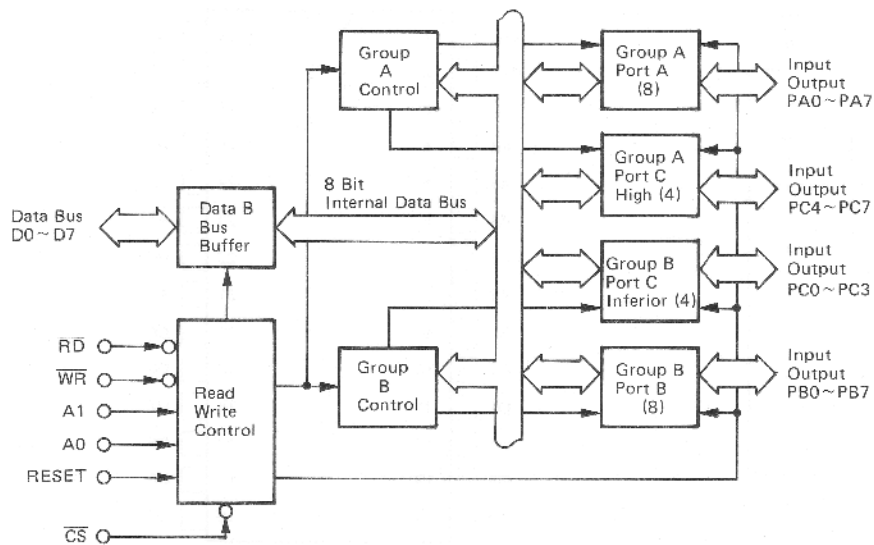 Group
A
Control
Group A
Port A
(8)
Input
Output
PA0~PA7
Group A
Port C
High (4)
Input
Output
PC4~PC7
8 Bit
Internal Data Bus
Data Bus
D0~D7
Data B
Bus
Buffer
Group B
Port C
Inferior (4)
Input
Output
PC0~PC3
RD
WR
A1
A0
RESET
CS
Read
Write
Control
Group
B
Control
Group B
Port B
(8)
Input
Output
PB0~PB7